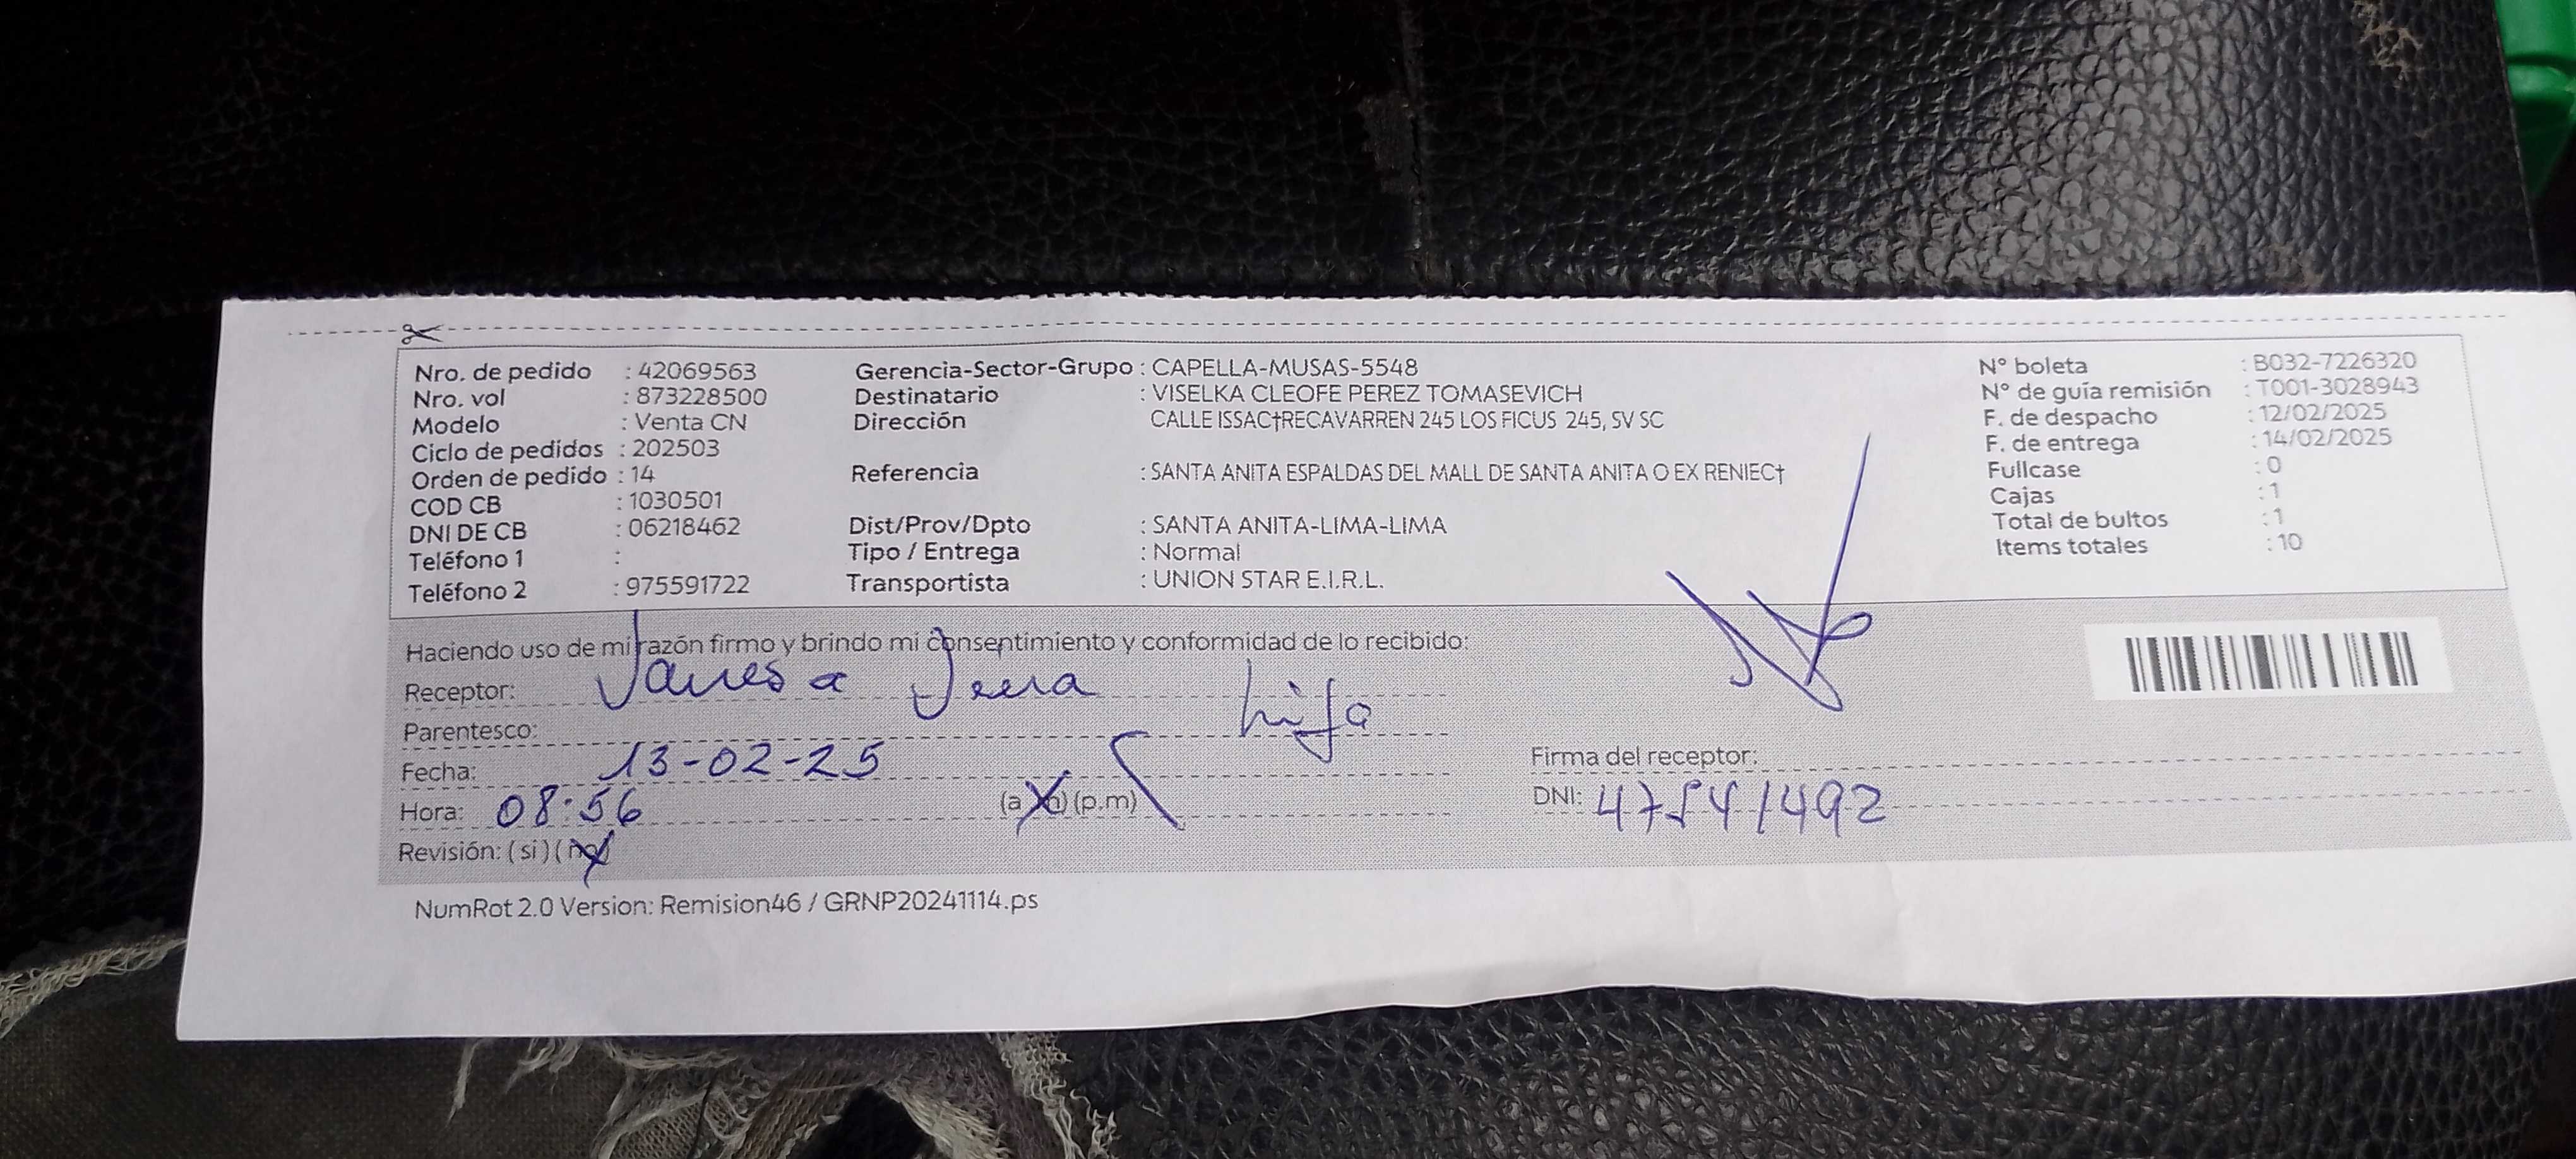 Nro. de pedido : 42069563 Gerencia-Sector-Grupo : CAPELLA-MUSAS-5548 N° boleta : B032-7226320
Nro. vol : 873228500 Destinatario : VISELKA CLEOFE PEREZ TOMASEVICH N° de guía remisión : T001-3028943
Modelo : Venta CN Dirección CALLE ISSAC†RECAVARREN 245 LOS FICUS 245, SV SC F. de despacho : 12/02/2025
Ciclo de pedidos : 202503 F. de entrega : 14/02/2025
Orden de pedido : 14 Referencia : SANTA ANITA ESPALDAS DEL MALL DE SANTA ANITA O EX RENIEC† Fullcase : 0
COD CB : 1030501 Cajas : 1
DNI DE CB : 06218462 Dist/Prov/Dpto : SANTA ANITA-LIMA-LIMA Total de bultos : 1
Teléfono 1 : Tipo / Entrega : Normal Items totales : 10
Teléfono 2 : 975591722 Transportista : UNION STAR E.I.R.L.
Haciendo uso de mi razón firmo y brindo mi consentimiento y conformidad de lo recibido:
Receptor:
Parentesco: hija
Fecha: 13-02-25 Firma del receptor:
Hora: 08:56 (a.m) (p.m) DNI: 47541492
Revisión: (si) (no)
NumRot 2.0 Version: Remision46 / GRNP20241114.ps